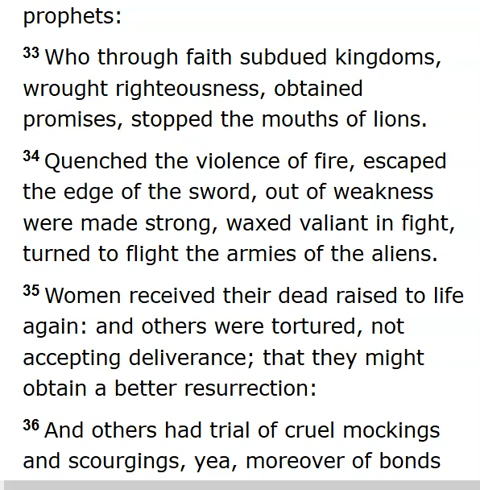 prophets:
33 Who through faith subdued kingdoms,
wrought righteousness, obtained
promises, stopped the mouths of lions.
34 Quenched the violence of fire, escaped
the edge of the sword, out of weakness
were made strong, waxed valiant in fight,
turned to flight the armies of the aliens.
35 Women received their dead raised to life
again: and others were tortured, not
accepting deliverance; that they might
obtain a better resurrection:
36 And others had trial of cruel mockings
and scourgings, yea, moreover of bonds